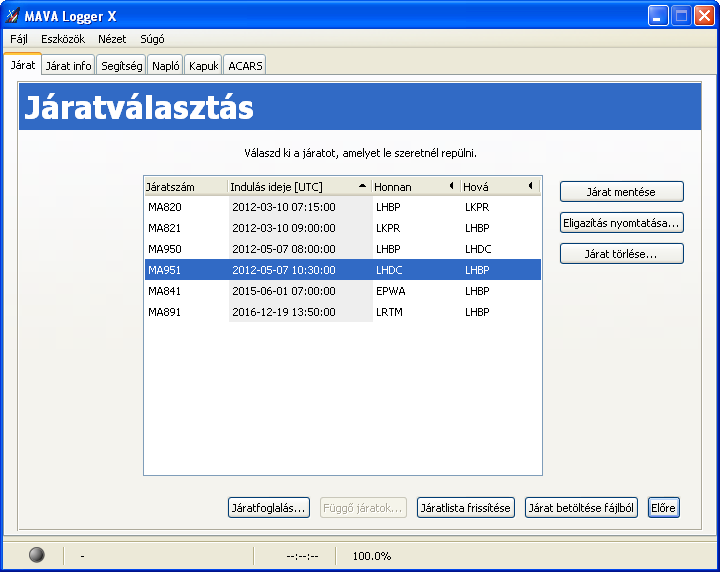 MAVA Logger X
Fájl Eszközök Nézet Súgó
Járat Járat info Segítség Napló Kapuk ACARS
Járatválasztás
Válaszd ki a járatot, amelyet le szeretnél repülni.
Járatszám Indulás ideje [UTC] Honnan Hová
MA820 2012-03-10 07:15:00 LHBP LKPR
MA821 2012-03-10 09:00:00 LKPR LHBP
MA950 2012-05-07 08:00:00 LHBP LHDC
MA951 2012-05-07 10:30:00 LHDC LHBP
MA841 2015-06-01 07:00:00 EPWA LHBP
MA891 2016-12-19 13:50:00 LRTM LHBP
Járat mentése
Eligazítás nyomtatása...
Járat törlése...
Járatfoglalás... Függő járatok... Járatlista frissítése Járat betöltése fájlból Előre
- --:--:-- 100.0%